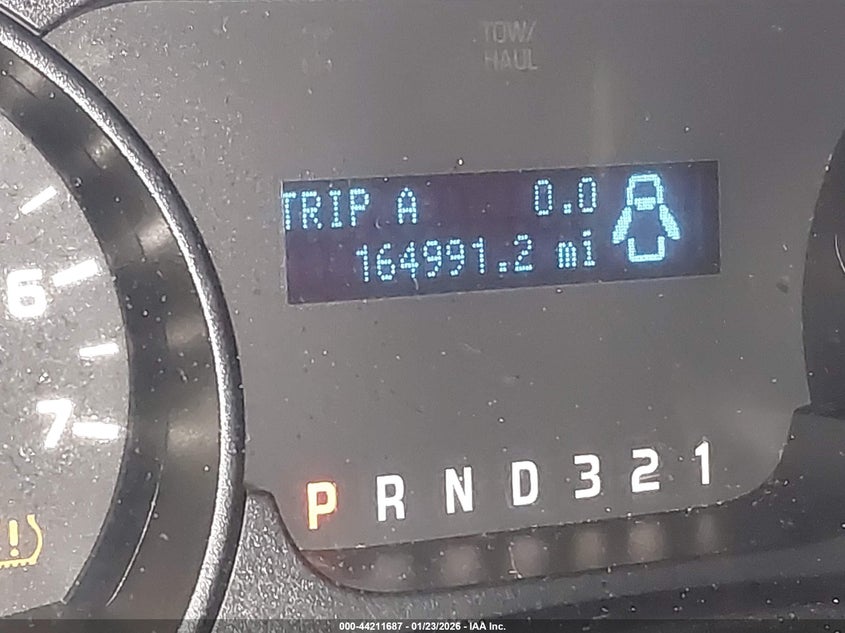 TOW/
HAUL
TRIP A 0.0
164991.2 mi
6
7
!
P R N D 3 2 1
000-44211687 - 01/23/2026 - IAA Inc.